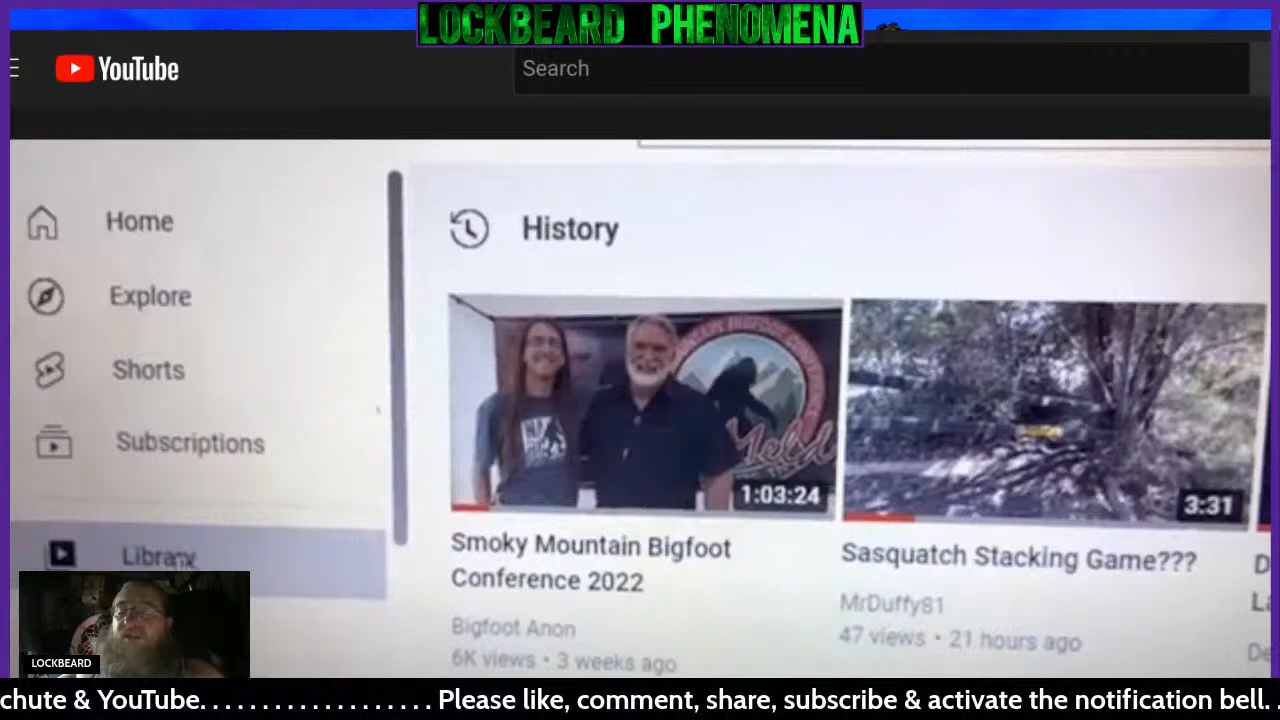 LOCKBEARD PHENOMENA
YouTube
Search
Home
Explore
Shorts
Subscriptions
Library
History
1:03:24
3:31
Smoky Mountain Bigfoot
Conference 2022
Bigfoot Anon
6K views • 3 weeks ago
Sasquatch Stacking Game???
MrDuffy81
47 views • 21 hours ago
LOCKBEARD
chute & YouTube. . . . . . . . . . . . . . . . . . . Please like, comment, share, subscribe & activate the notification bell. .